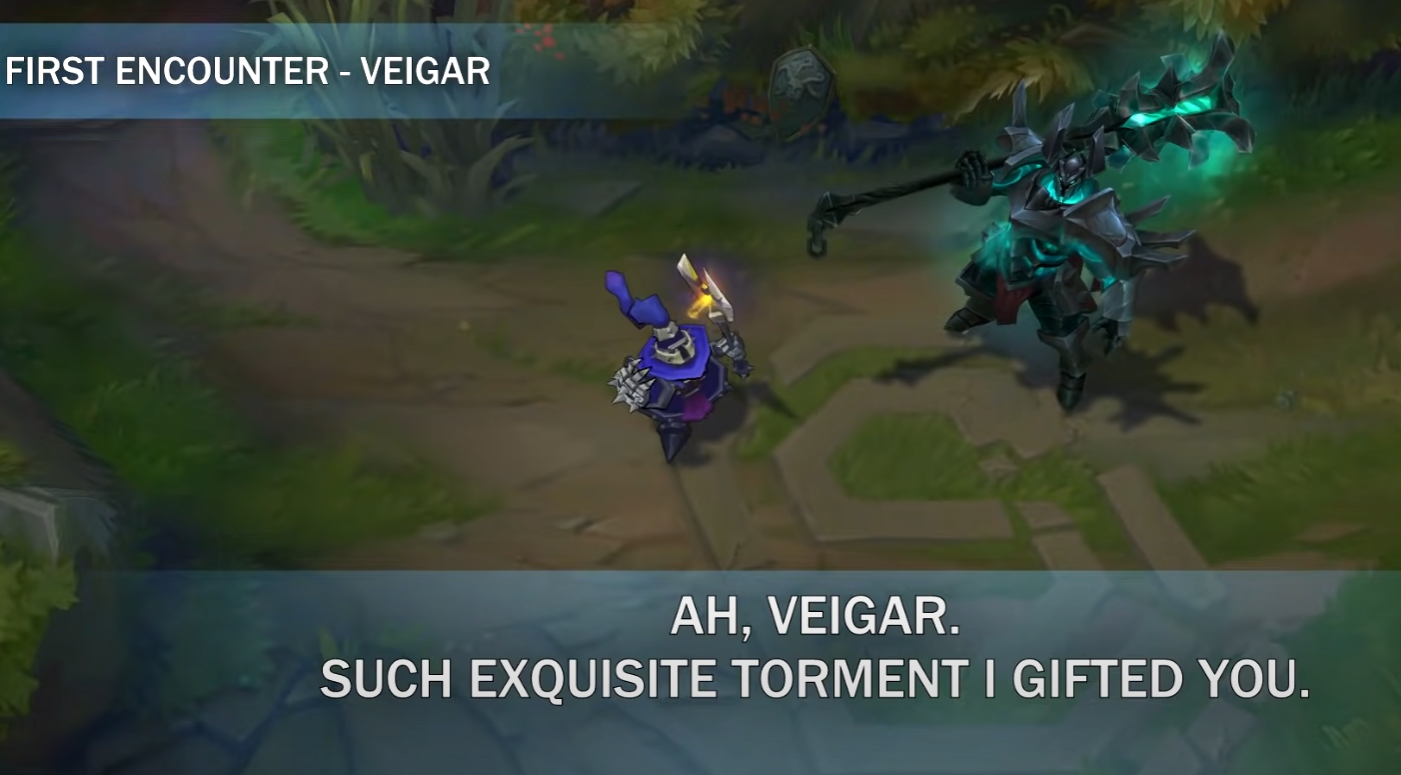 FIRST ENCOUNTER - VEIGAR
AH, VEIGAR.
SUCH EXQUISITE TORMENT I GIFTED YOU.